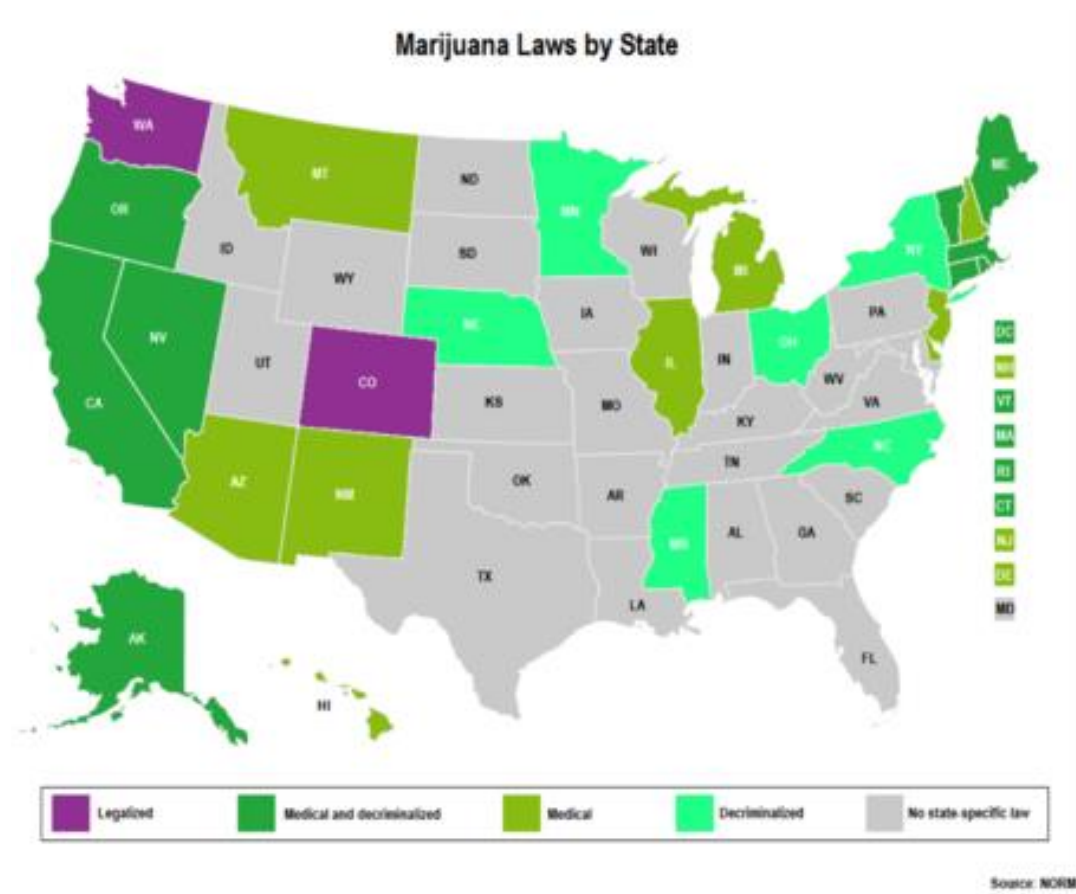 Marijuana Laws by State
WA
MT
ND
MN
ME
OR
ID
SD
WI
MI
NY
WY
NE
IA
PA
NV
UT
CO
IL
IN
OH
WV
VA
CA
KS
MO
KY
NC
TN
AZ
NM
OK
AR
SC
MS
AL
GA
TX
LA
FL
AK
HI
DC
NH
VT
MA
RI
CT
NJ
DE
MD
Legalized
Medical and decriminalized
Medical
Decriminalized
No state-specific law
Source: NORM